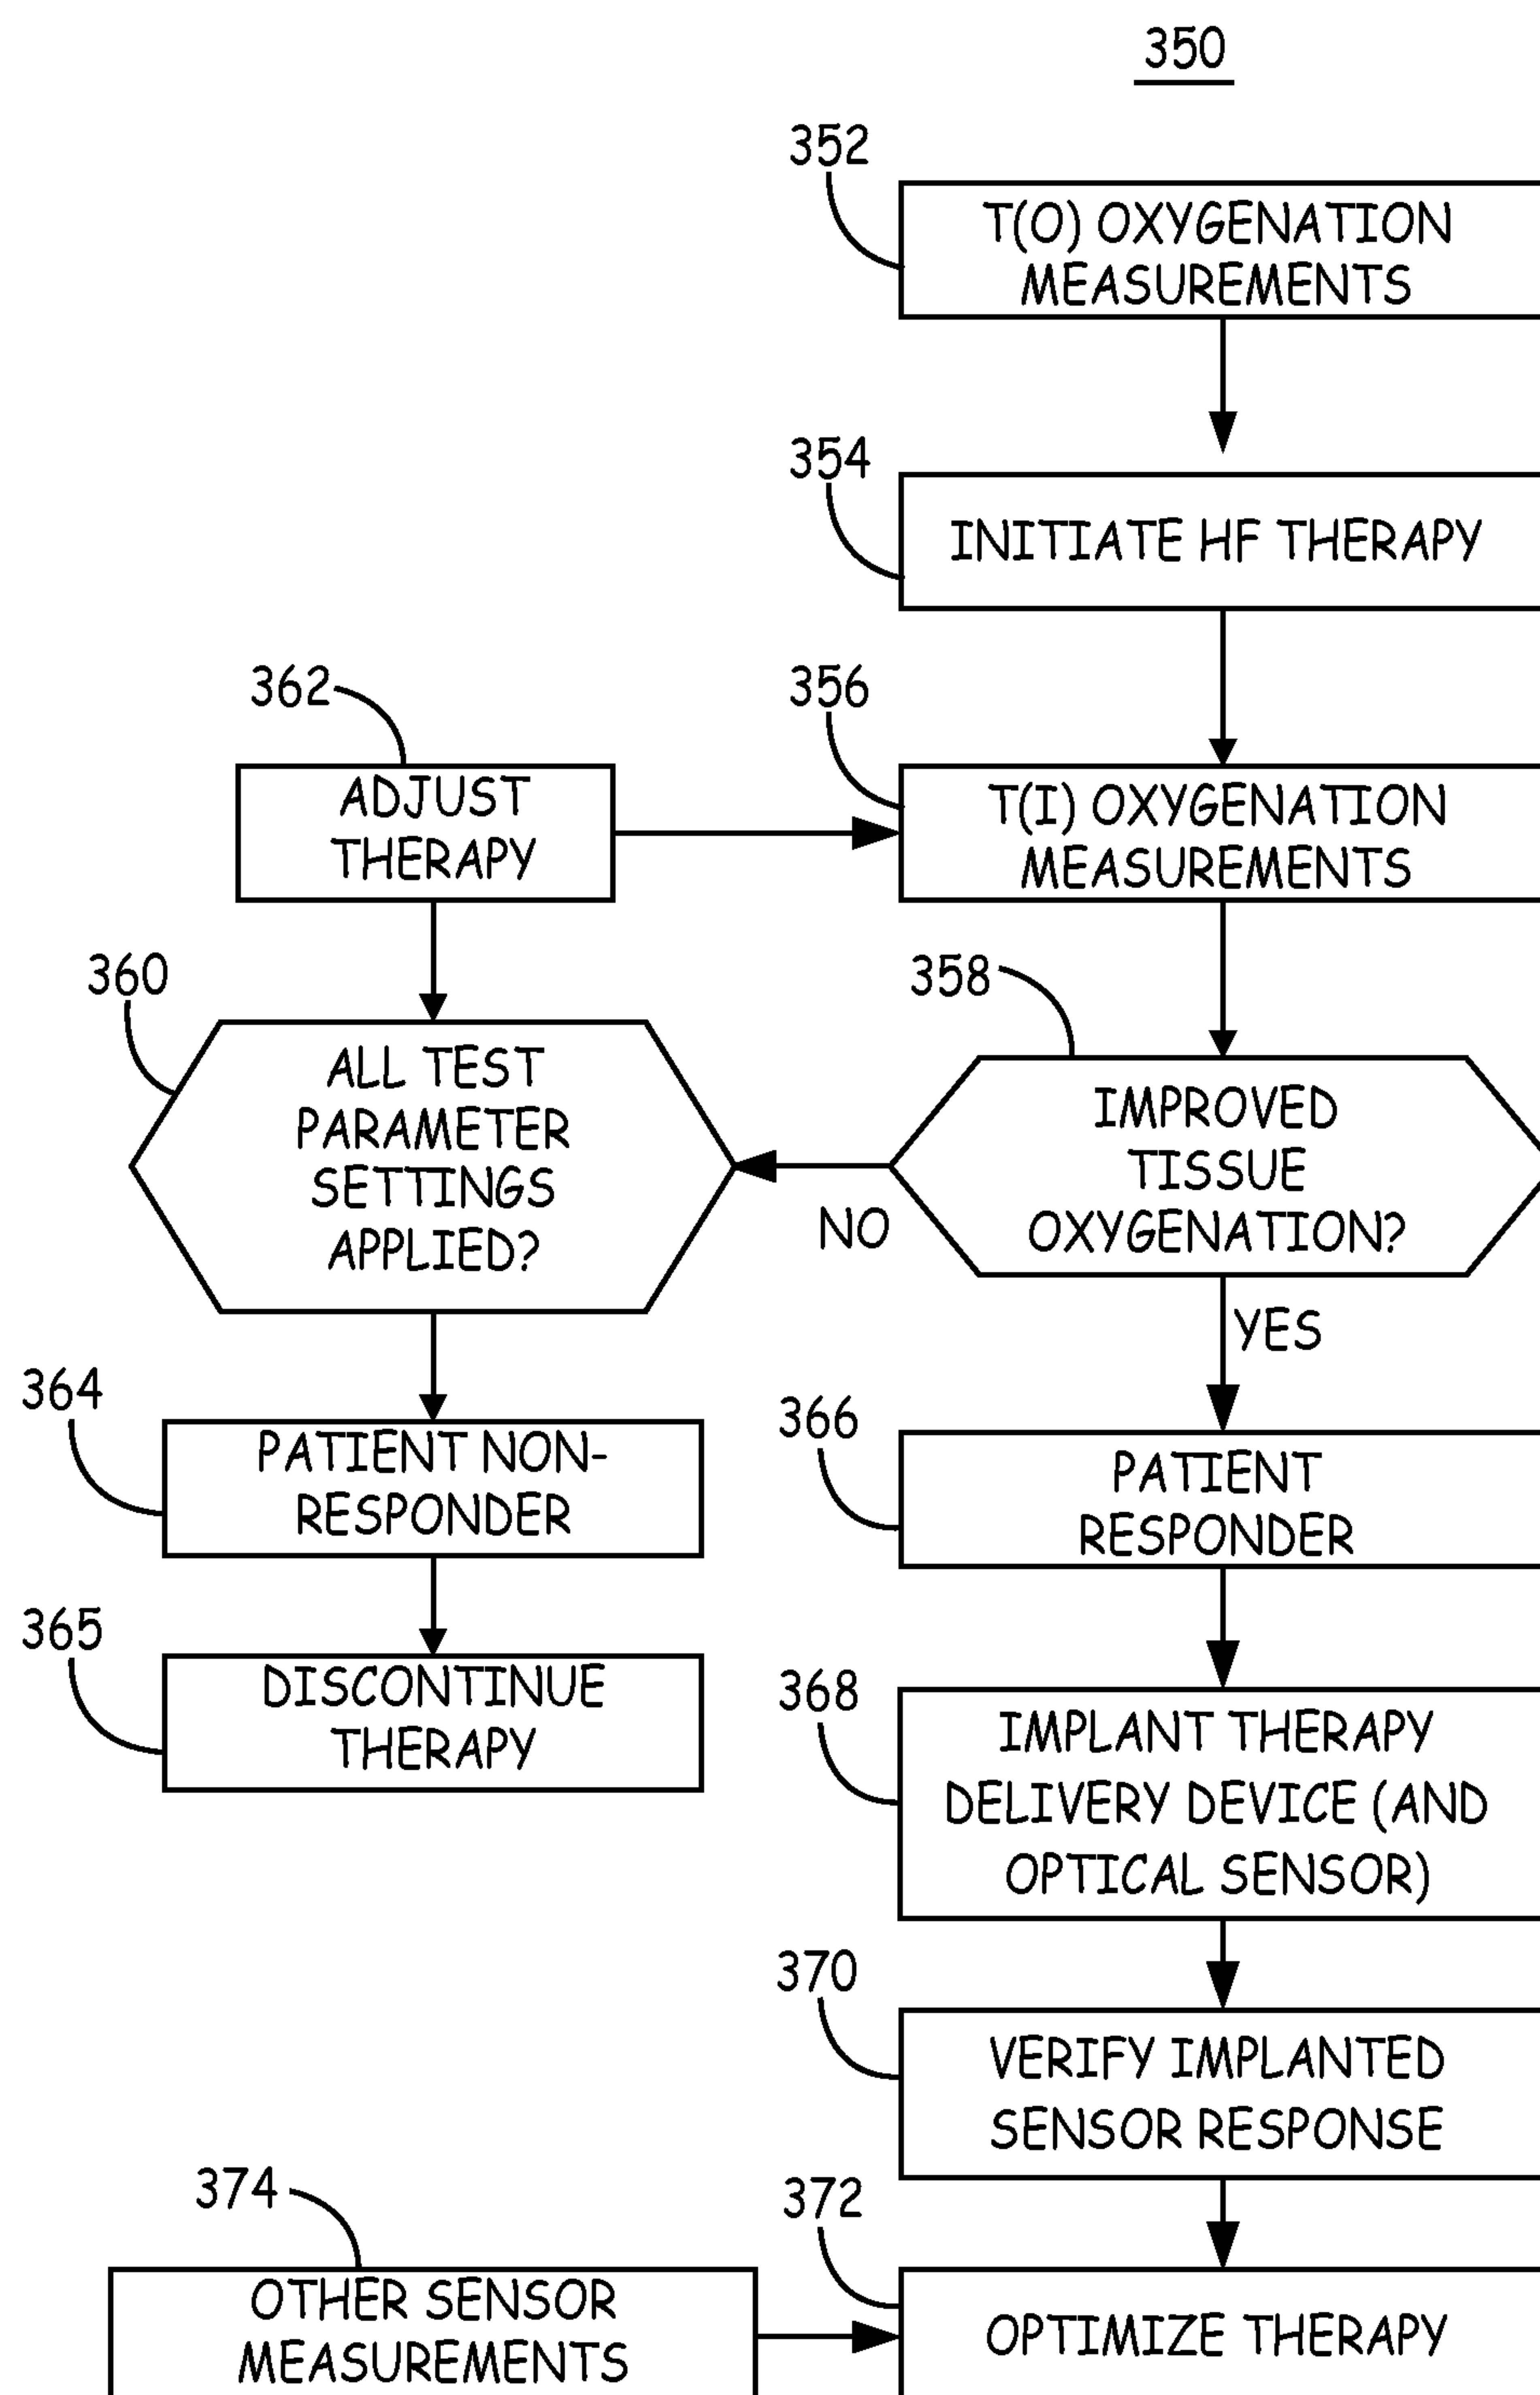 350
352
T(O) OXYGENATION
MEASUREMENTS
354
INITIATE HF THERAPY
362
ADJUST
THERAPY
356
T(I) OXYGENATION
MEASUREMENTS
360
ALL TEST
PARAMETER
SETTINGS
APPLIED?
358
IMPROVED
TISSUE
OXYGENATION?
NO
YES
364
PATIENT NON-
RESPONDER
366
PATIENT
RESPONDER
365
DISCONTINUE
THERAPY
368
IMPLANT THERAPY
DELIVERY DEVICE (AND
OPTICAL SENSOR)
370
VERIFY IMPLANTED
SENSOR RESPONSE
374
OTHER SENSOR
MEASUREMENTS
372
OPTIMIZE THERAPY